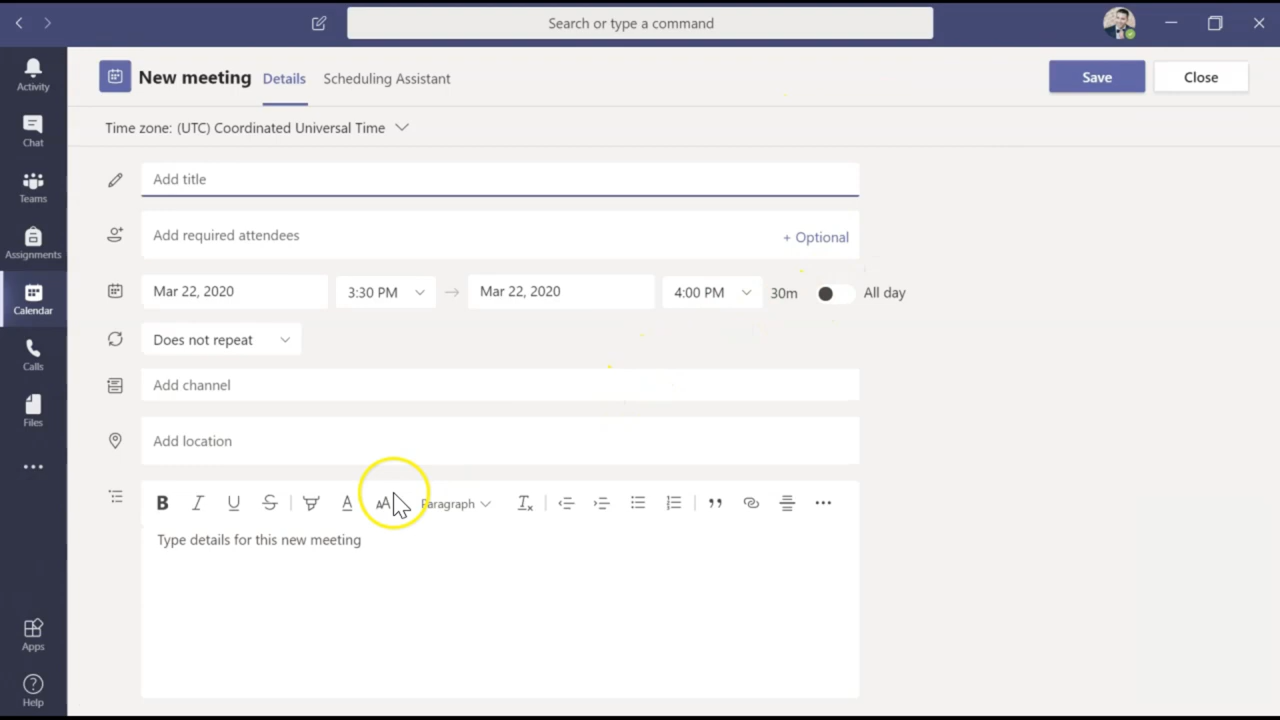 Search or type a command
Activity
Chat
Teams
Assignments
Calendar
Calls
Files
Apps
Help
New meeting Details Scheduling Assistant Save Close
Time zone: (UTC) Coordinated Universal Time
Add title
Add required attendees + Optional
Mar 22, 2020 3:30 PM → Mar 22, 2020 4:00 PM 30m All day
Does not repeat
Add channel
Add location
B I U S A AA Paragraph Tx
Type details for this new meeting